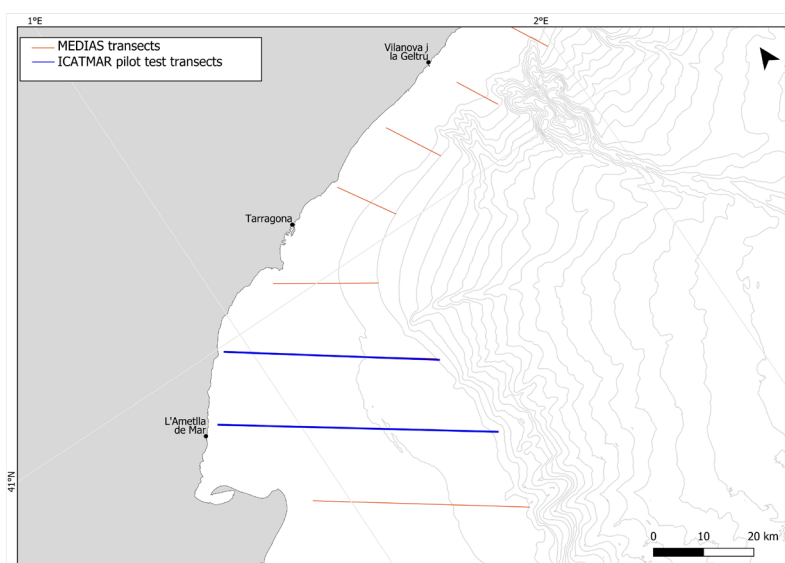 1°E
2°E
MEDIAS transects
ICATMAR pilot test transects
Vilanova i
la Geltrú
Tarragona
L'Ametlla
de Mar
41°N
0 10 20 km